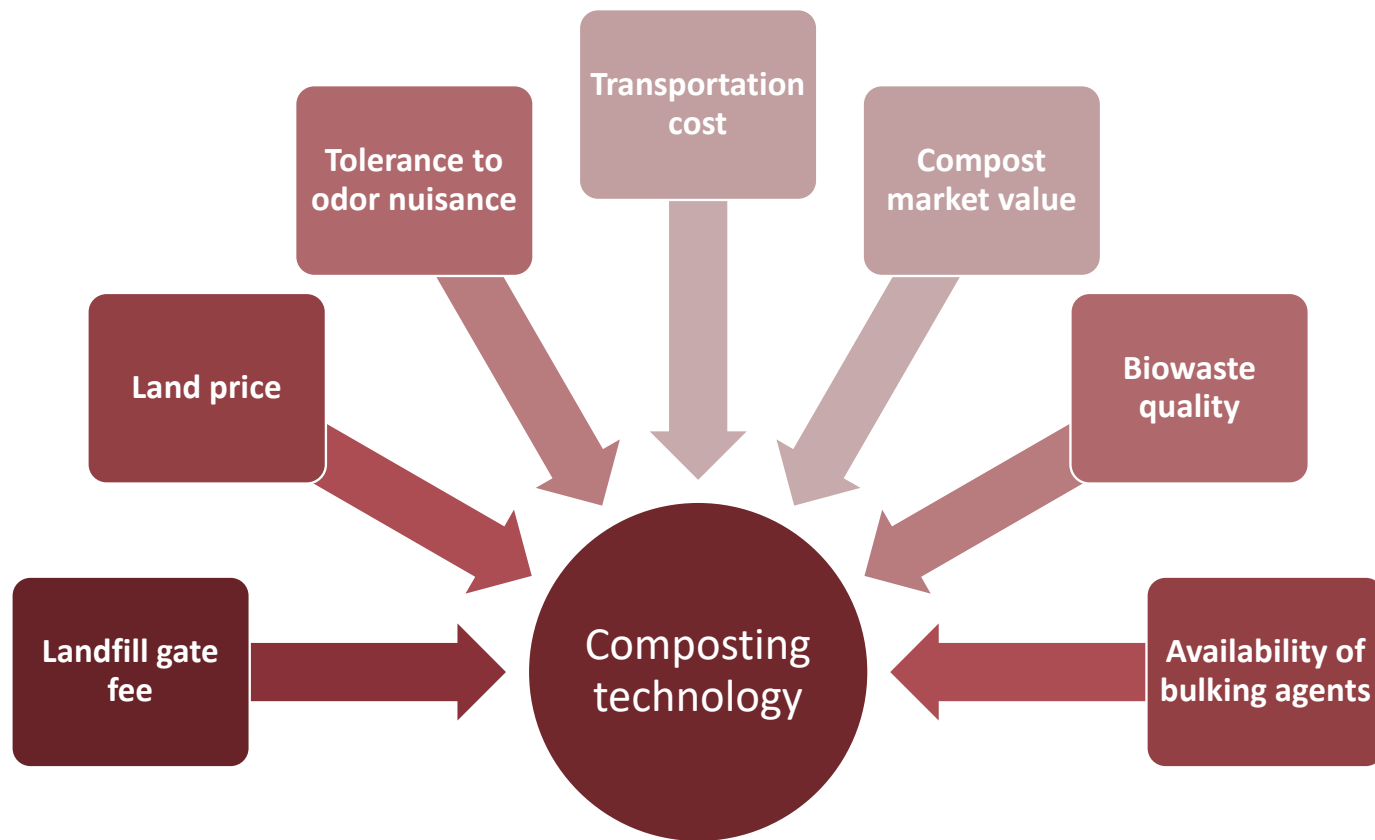 Transportation
cost
Tolerance to
odor nuisance
Compost
market value
Land price
Biowaste
quality
Landfill gate
fee
Composting
technology
Availability of
bulking agents